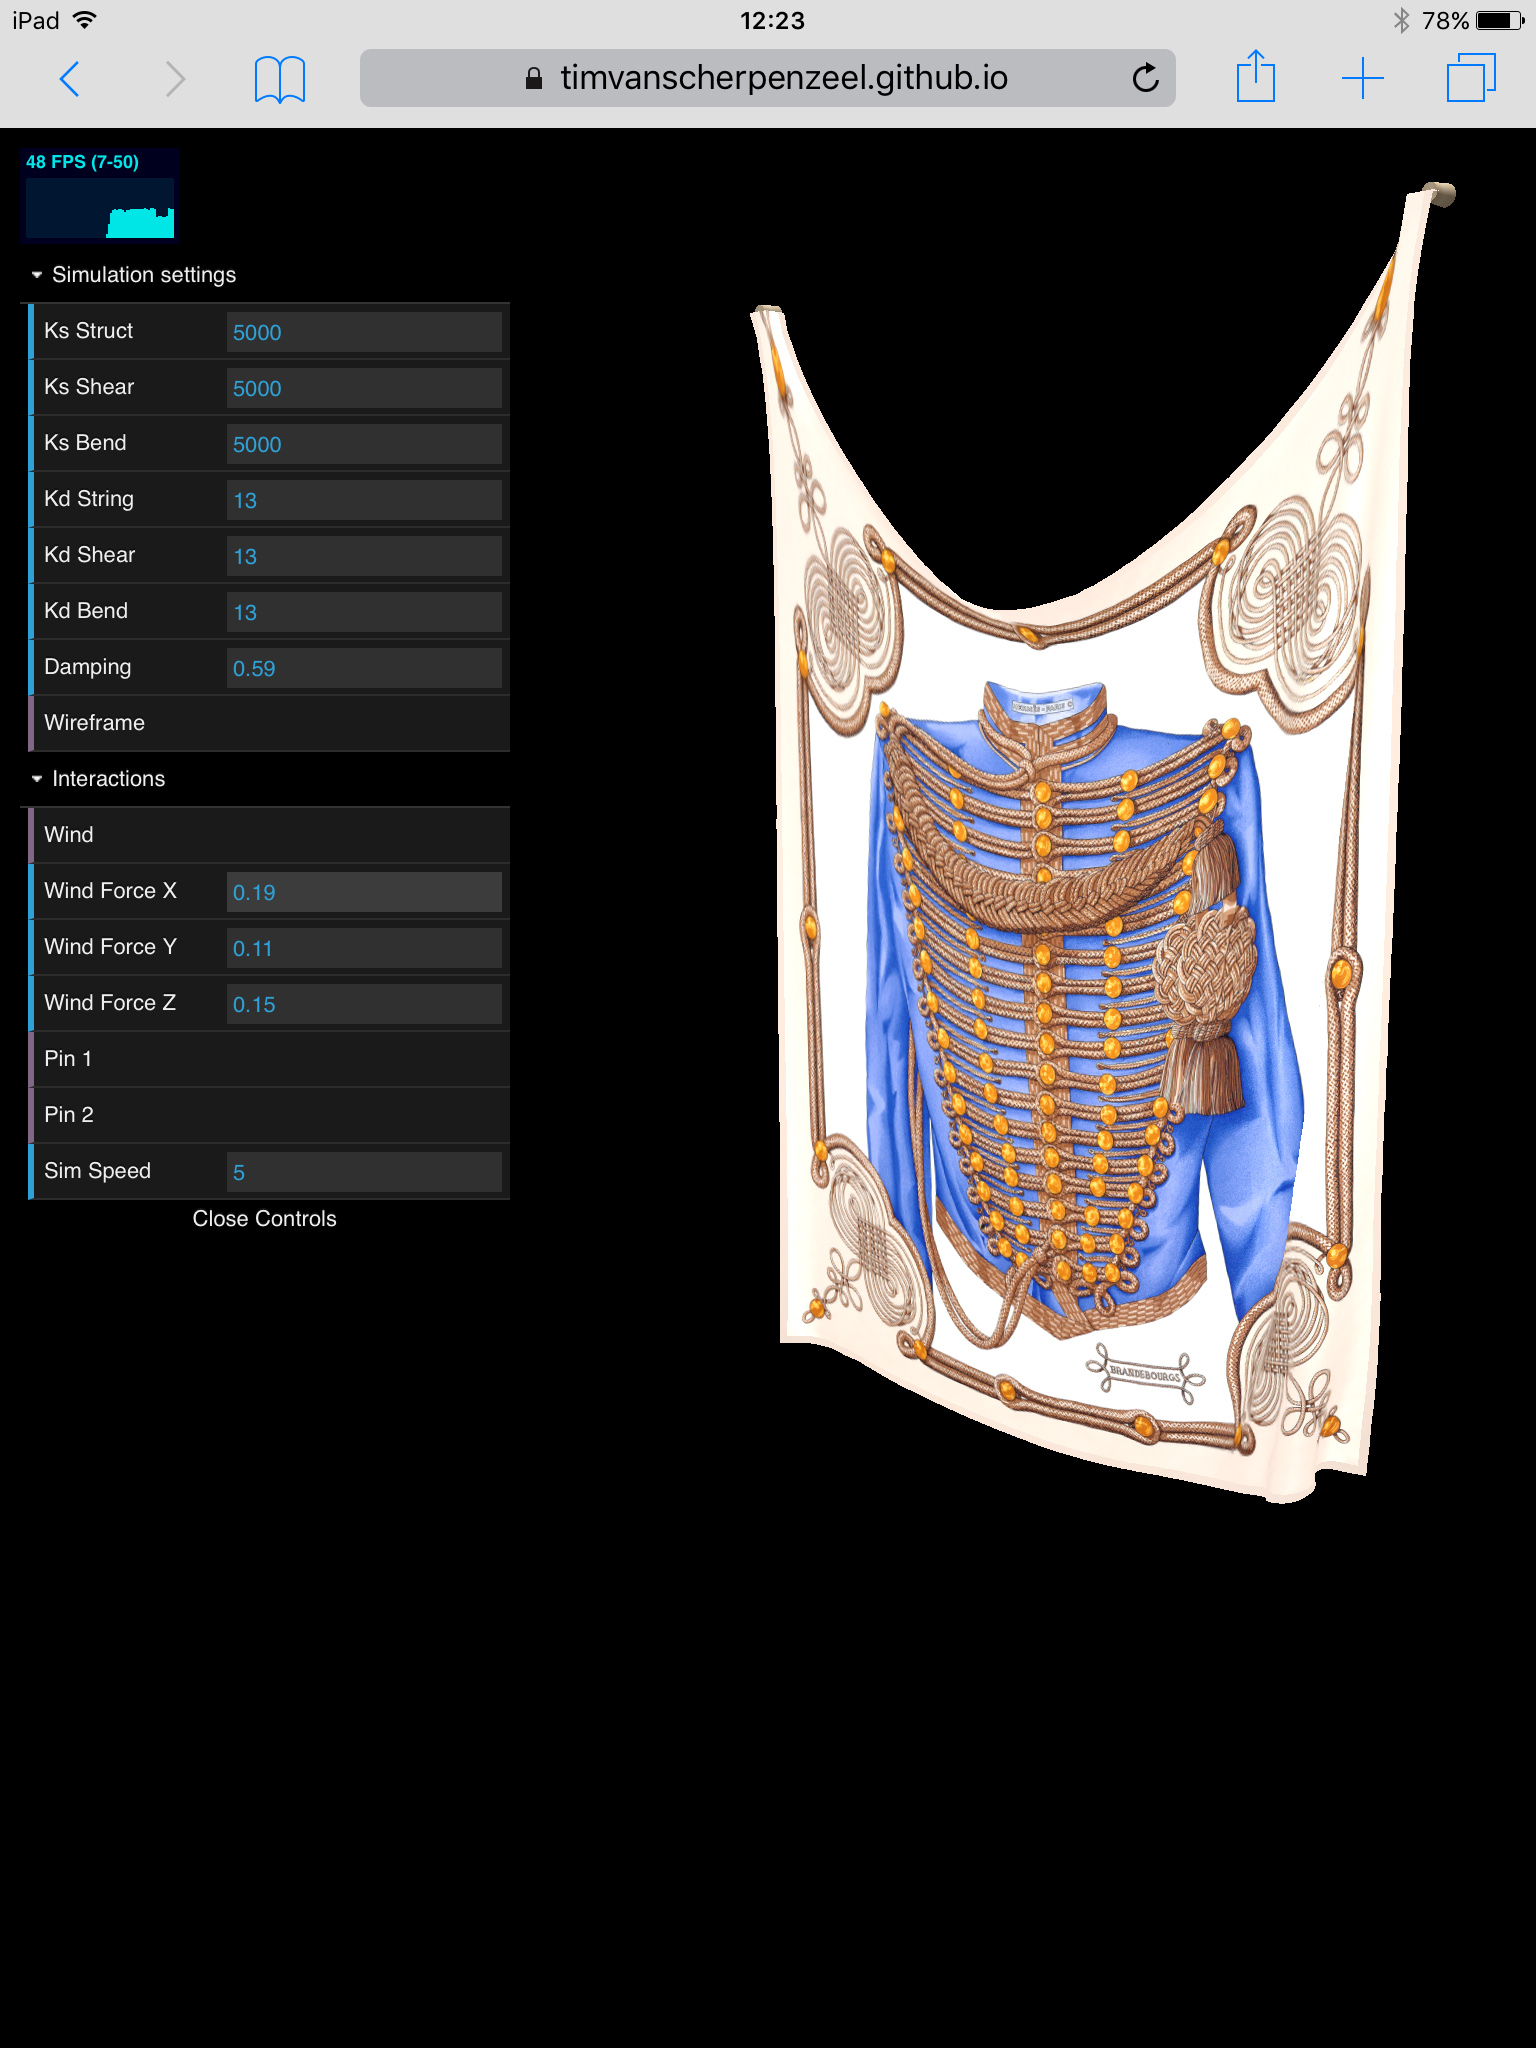 iPad 12:23 78%
timvanscherpenzeel.github.io
48 FPS (7-50)
Simulation settings
Ks Struct 5000
Ks Shear 5000
Ks Bend 5000
Kd String 13
Kd Shear 13
Kd Bend 13
Damping 0.59
Wireframe
Interactions
Wind
Wind Force X 0.19
Wind Force Y 0.11
Wind Force Z 0.15
Pin 1
Pin 2
Sim Speed 5
Close Controls
HERMÈS-PARIS ©
BRANDEBOURGS